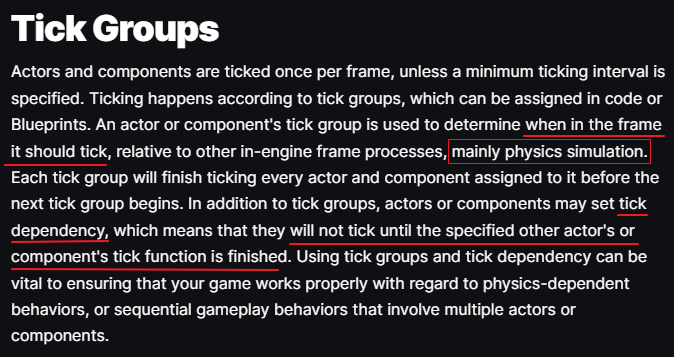 Tick Groups
Actors and components are ticked once per frame, unless a minimum ticking interval is
specified. Ticking happens according to tick groups, which can be assigned in code or
Blueprints. An actor or component's tick group is used to determine when in the frame
it should tick, relative to other in-engine frame processes, mainly physics simulation.
Each tick group will finish ticking every actor and component assigned to it before the
next tick group begins. In addition to tick groups, actors or components may set tick
dependency, which means that they will not tick until the specified other actor's or
component's tick function is finished. Using tick groups and tick dependency can be
vital to ensuring that your game works properly with regard to physics-dependent
behaviors, or sequential gameplay behaviors that involve multiple actors or
components.